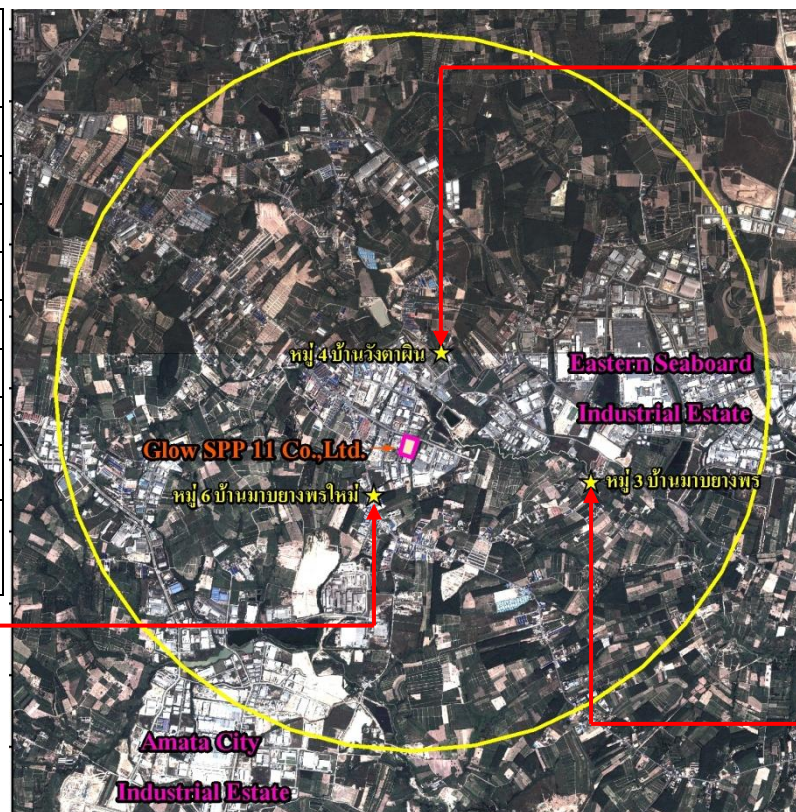 หมู่ 4 บ้านวังตาผิน
Eastern Seaboard
Industrial Estate
Glow SPP 11 Co.,Ltd.
หมู่ 6 บ้านมาบยางพรใหม่
หมู่ 3 บ้านมาบยางพร
Amata City
Industrial Estate